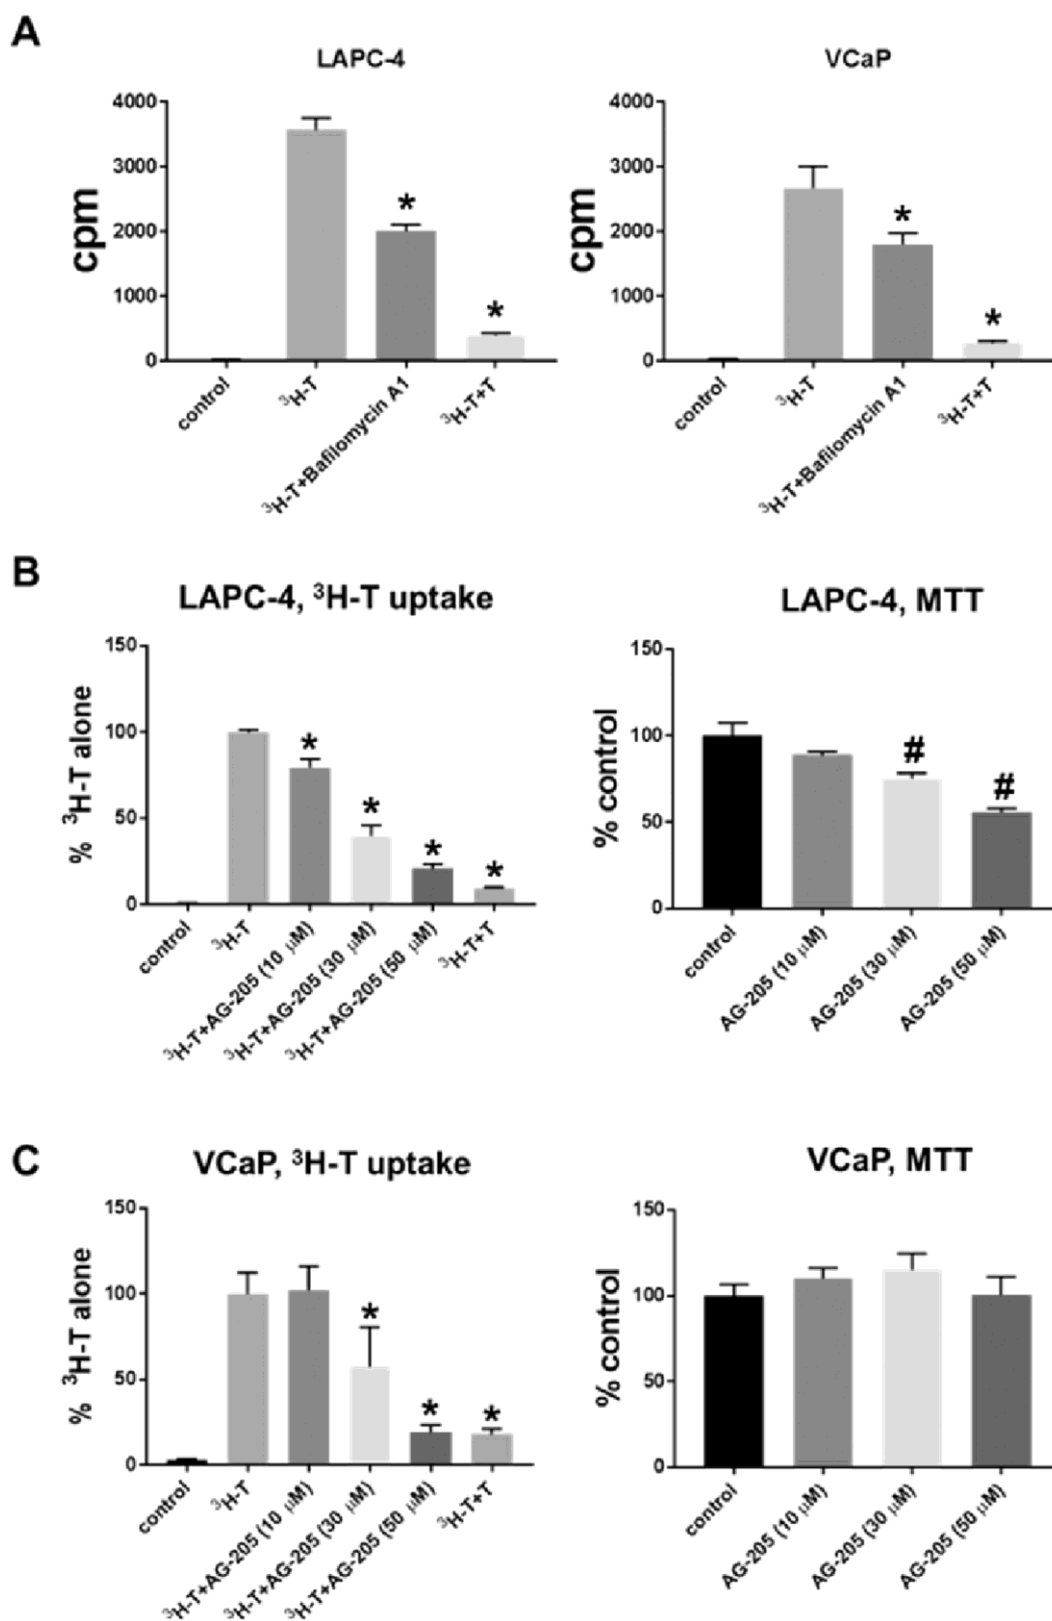 A
LAPC-4
VCaP
cpm
4000
3000
2000
1000
0
*
*
control
³H-T
³H-T+Bafilomycin A1
³H-T+T
cpm
4000
3000
2000
1000
0
*
*
control
³H-T
³H-T+Bafilomycin A1
³H-T+T
B
LAPC-4, ³H-T uptake
LAPC-4, MTT
% ³H-T alone
150
100
50
0
*
*
*
*
control
³H-T
³H-T+AG-205 (10 μM)
³H-T+AG-205 (30 μM)
³H-T+AG-205 (50 μM)
³H-T+T
% control
150
100
50
0
#
#
control
AG-205 (10 μM)
AG-205 (30 μM)
AG-205 (50 μM)
C
VCaP, ³H-T uptake
VCaP, MTT
% ³H-T alone
150
100
50
0
*
*
*
control
³H-T
³H-T+AG-205 (10 μM)
³H-T+AG-205 (30 μM)
³H-T+AG-205 (50 μM)
³H-T+T
% control
150
100
50
0
control
AG-205 (10 μM)
AG-205 (30 μM)
AG-205 (50 μM)